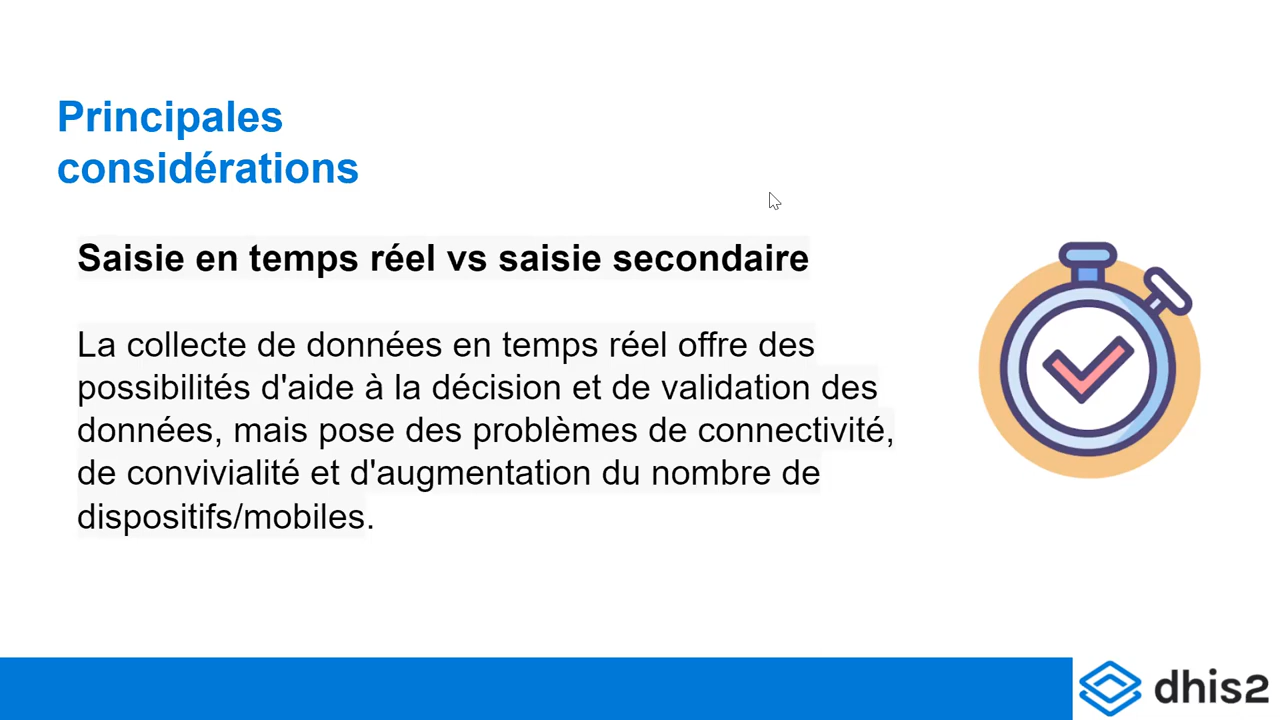 Principales
considérations
Saisie en temps réel vs saisie secondaire
La collecte de données en temps réel offre des
possibilités d'aide à la décision et de validation des
données, mais pose des problèmes de connectivité,
de convivialité et d'augmentation du nombre de
dispositifs/mobiles.
dhis2